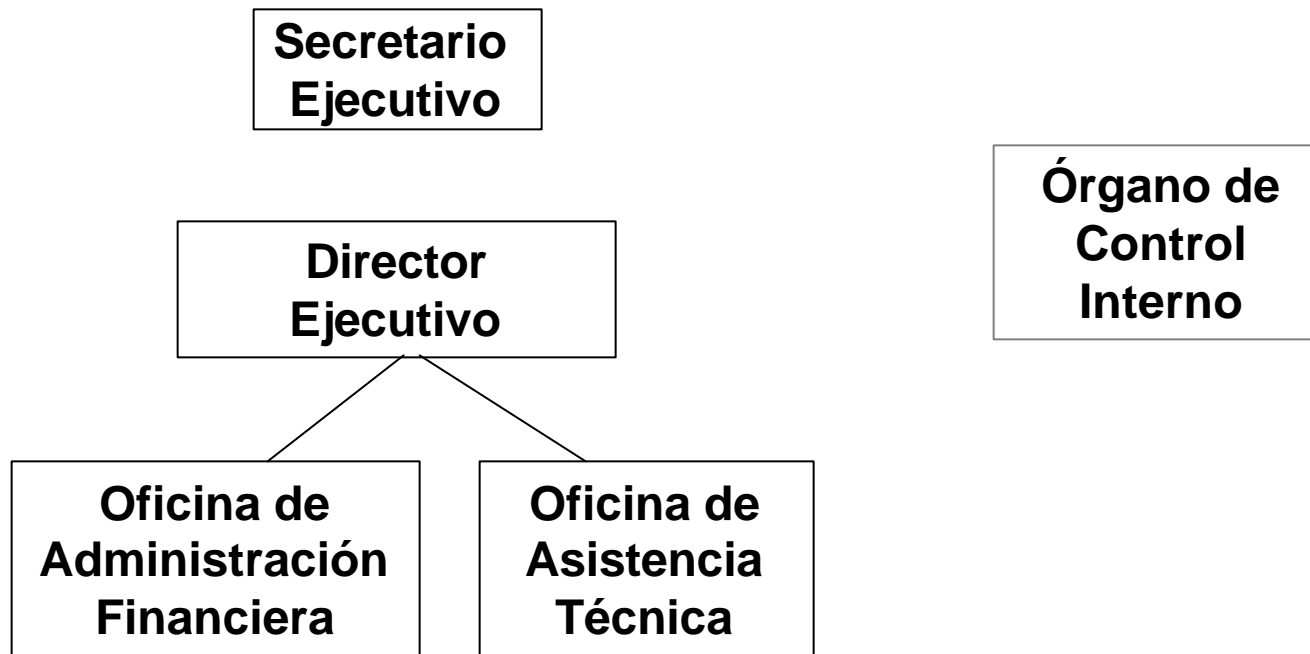 Secretario
Ejecutivo
Órgano de
Control
Interno
Director
Ejecutivo
Oficina de
Administración
Financiera
Oficina de
Asistencia
Técnica